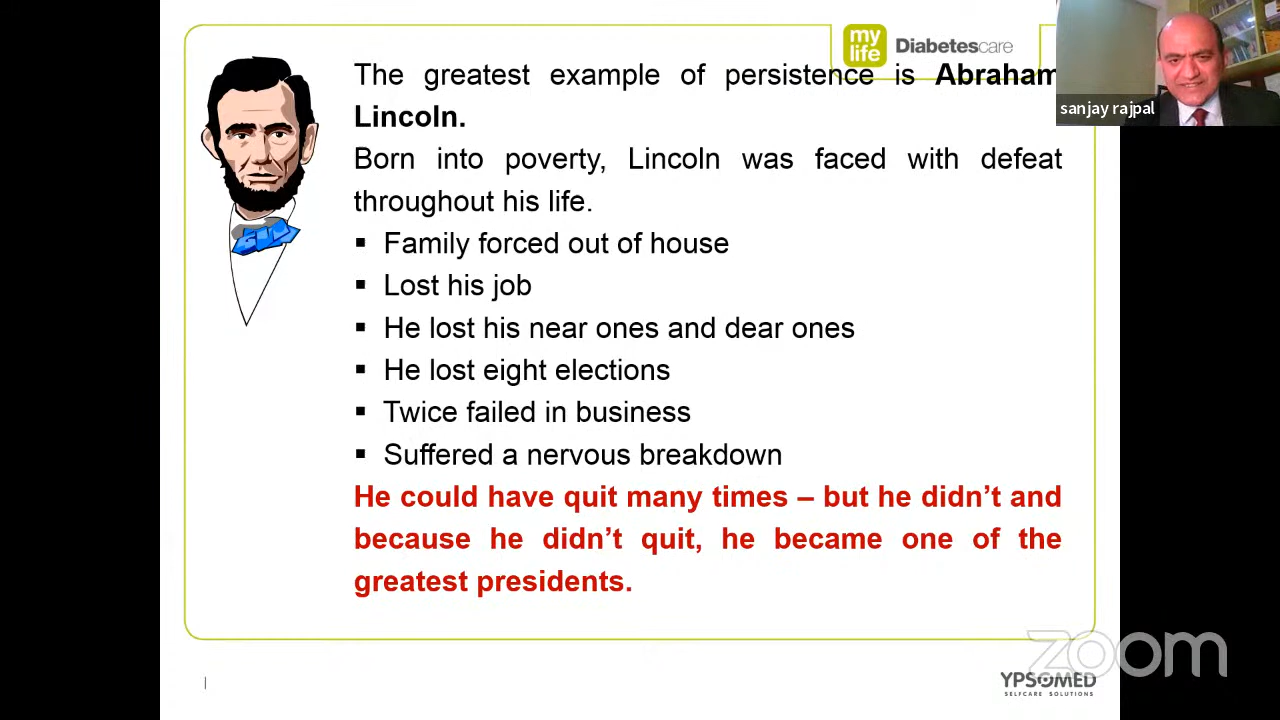 my
life
Diabetescare
sanjay rajpal
The greatest example of persistence is Abraham
Lincoln.
Born into poverty, Lincoln was faced with defeat
throughout his life.
▪ Family forced out of house
▪ Lost his job
▪ He lost his near ones and dear ones
▪ He lost eight elections
▪ Twice failed in business
▪ Suffered a nervous breakdown
He could have quit many times – but he didn't and
because he didn't quit, he became one of the
greatest presidents.
zoom
YPSOMED
SELFCARE SOLUTIONS